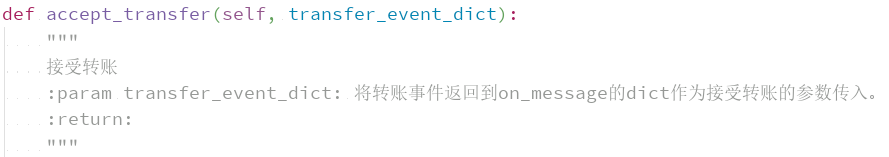 def accept_transfer(self, transfer_event_dict):
"""
接受转账
:param transfer_event_dict: 将转账事件返回到on_message的dict作为接受转账的参数传入。
:return:
"""